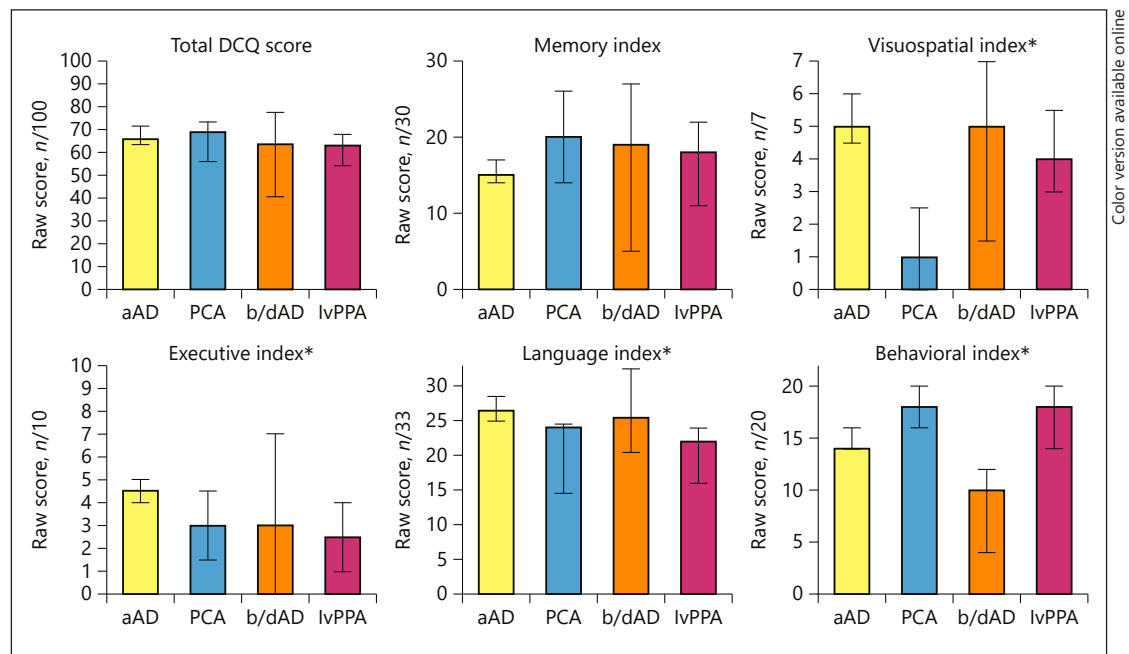 Total DCQ score
Raw score, n/100
100
90
80
70
60
50
40
30
20
10
0
aAD PCA b/dAD lvPPA
Memory index
Raw score, n/30
30
20
10
0
aAD PCA b/dAD lvPPA
Visuospatial index*
Raw score, n/7
7
6
5
4
3
2
1
0
aAD PCA b/dAD lvPPA
Executive index*
Raw score, n/10
10
9
8
7
6
5
4
3
2
1
0
aAD PCA b/dAD lvPPA
Language index*
Raw score, n/33
30
25
20
15
10
5
0
aAD PCA b/dAD lvPPA
Behavioral index*
Raw score, n/20
20
15
10
5
0
aAD PCA b/dAD lvPPA
Color version available online